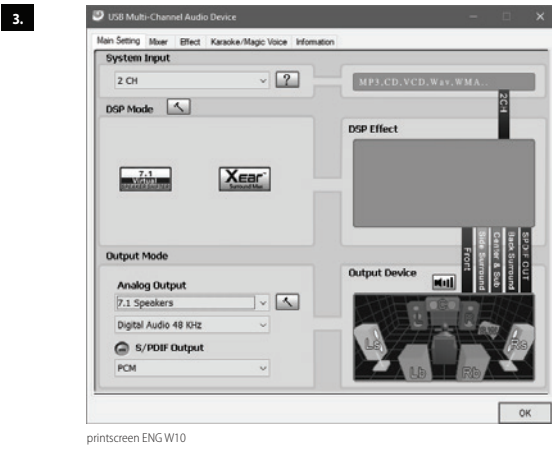 3.
USB Multi-Channel Audio Device
Main Setting Mixer Effect Karaoke/Magic Voice Information
System Input
2 CH
?
MP3,CD,VCD,Wav,WMA..
2CH
DSP Mode
DSP Effect
7.1
Virtual
SPEAKER SHIFTER
Xear
Surround Max
Front
Side Surround
Center & Sub
Back Surround
SPDIF OUT
Output Mode
Output Device
Analog Output
7.1 Speakers
Digital Audio 48 KHz
S/PDIF Output
PCM
Ls
Rs
Lb
Rb
OK
printscreen ENG W10